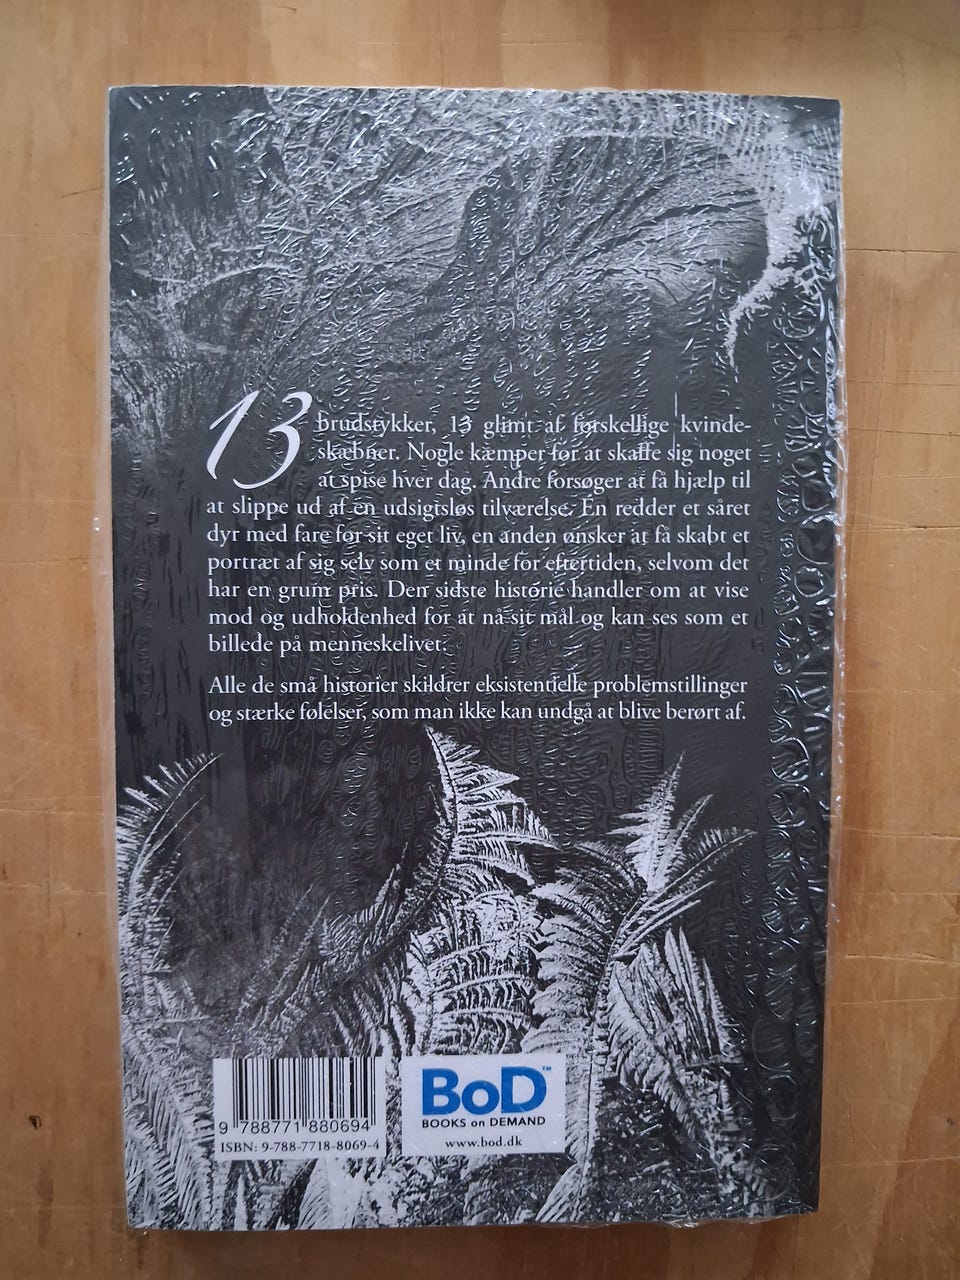 13 brudstykker, 13 glimt af forskellige kvinde-
skæbner. Nogle kæmper for at skaffe sig noget
at spise hver dag. Andre forsøger at få hjælp til
at slippe ud af en udsigtsløs tilværelse. En redder et såret
dyr med fare for sit eget liv, en anden ønsker at få skabt et
portræt af sig selv som et minde for eftertiden, selvom det
har en grum pris. Den sidste historie handler om at vise
mod og udholdenhed for at nå sit mål og kan ses som et
billede på menneskelivet.
Alle de små historier skildrer eksistentielle problemstillinger
og stærke følelser, som man ikke kan undgå at blive berørt af.
9 788771 880694
ISBN: 9-788-7718-8069-4
BoD™
BOOKS on DEMAND
www.bod.dk